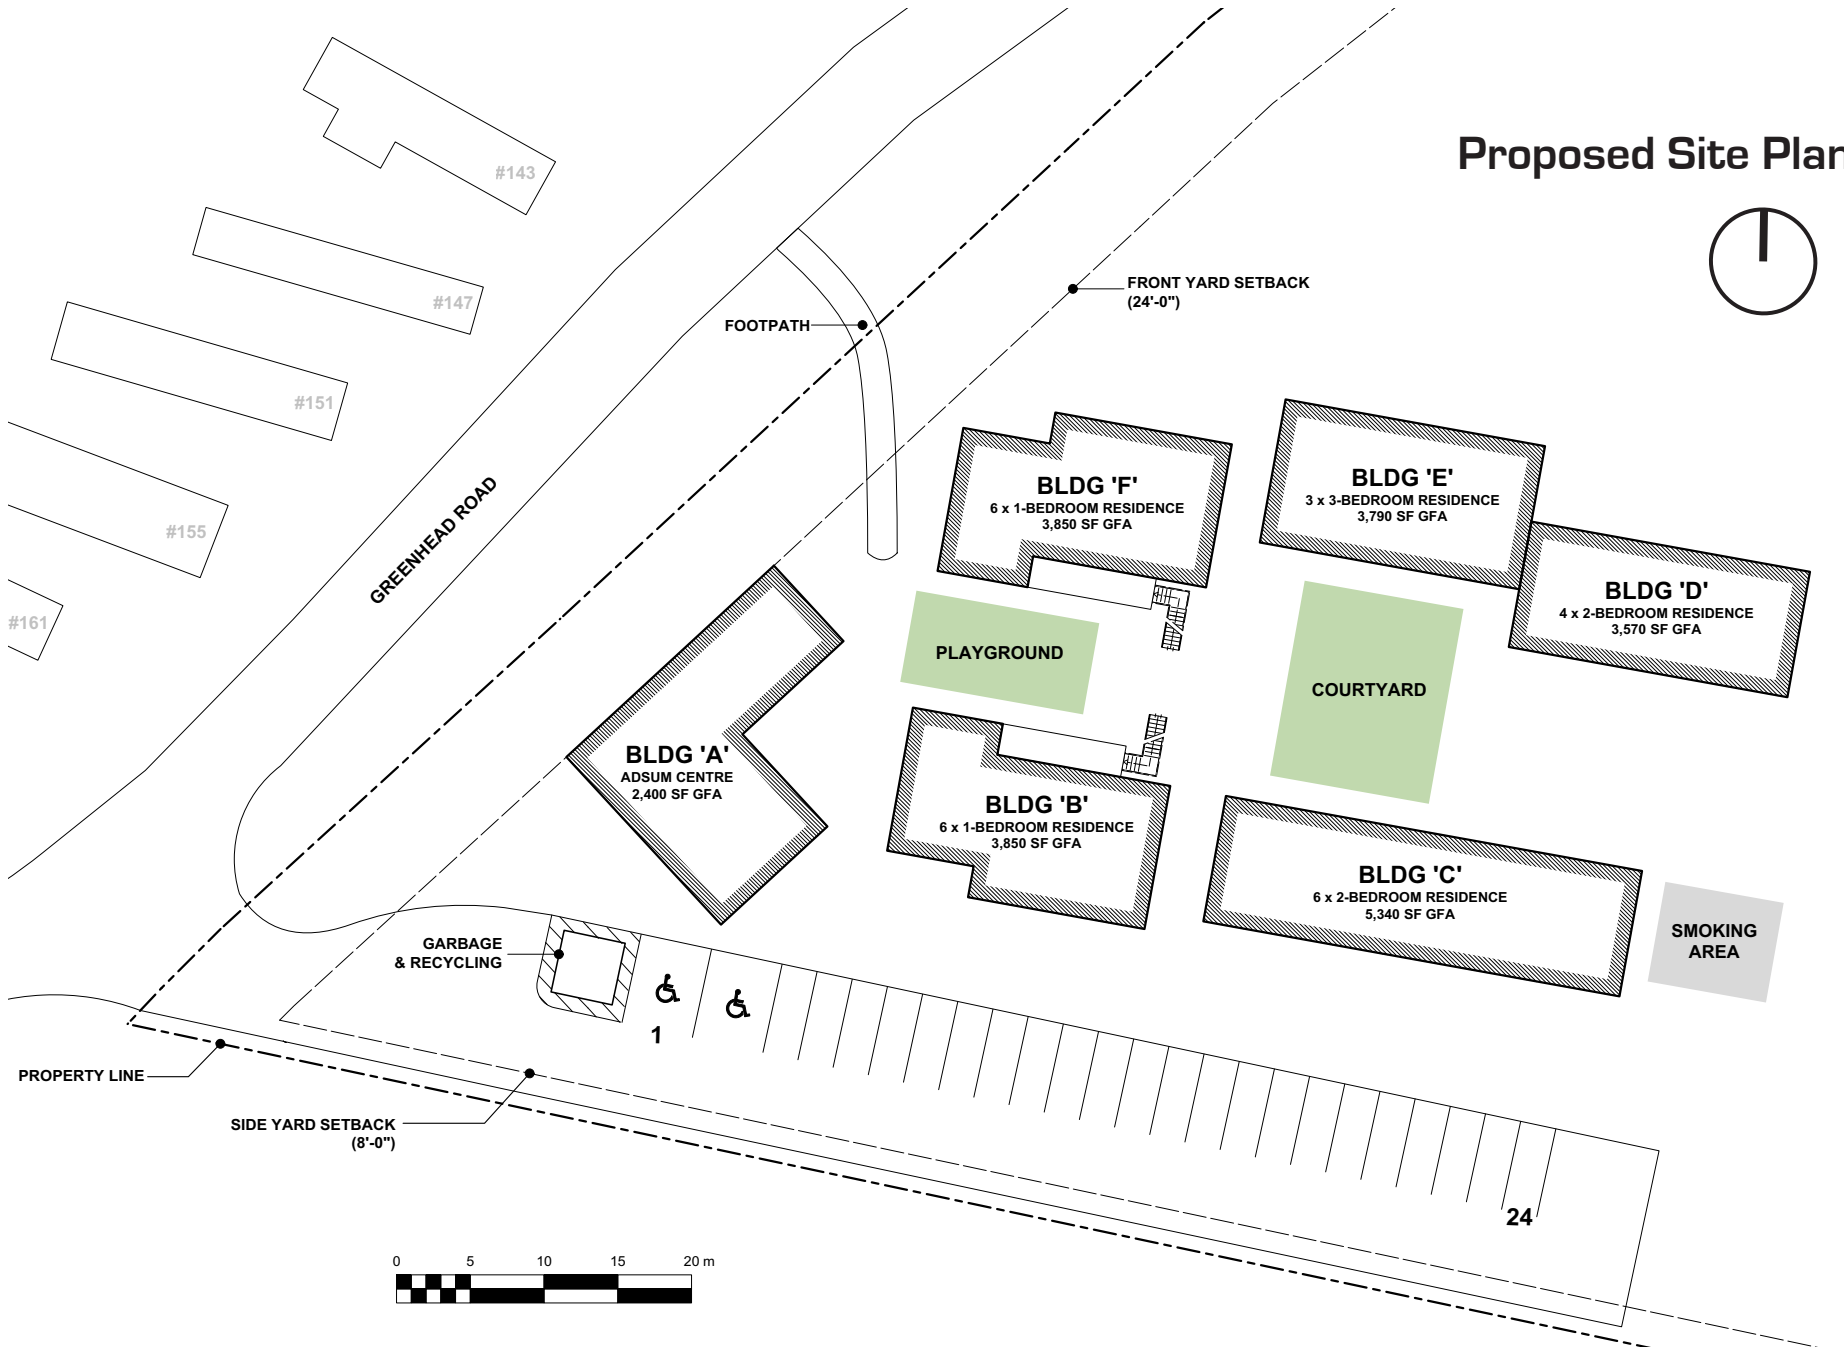 Proposed Site Plan
#143
#147
#151
#155
#161
GREENHEAD ROAD
FOOTPATH
FRONT YARD SETBACK
(24'-0")
BLDG 'F'
6 x 1-BEDROOM RESIDENCE
3,850 SF GFA
BLDG 'E'
3 x 3-BEDROOM RESIDENCE
3,790 SF GFA
BLDG 'D'
4 x 2-BEDROOM RESIDENCE
3,570 SF GFA
PLAYGROUND
COURTYARD
BLDG 'A'
ADSUM CENTRE
2,400 SF GFA
BLDG 'B'
6 x 1-BEDROOM RESIDENCE
3,850 SF GFA
BLDG 'C'
6 x 2-BEDROOM RESIDENCE
5,340 SF GFA
SMOKING
AREA
GARBAGE
& RECYCLING
1
24
PROPERTY LINE
SIDE YARD SETBACK
(8'-0")
0 5 10 15 20 m